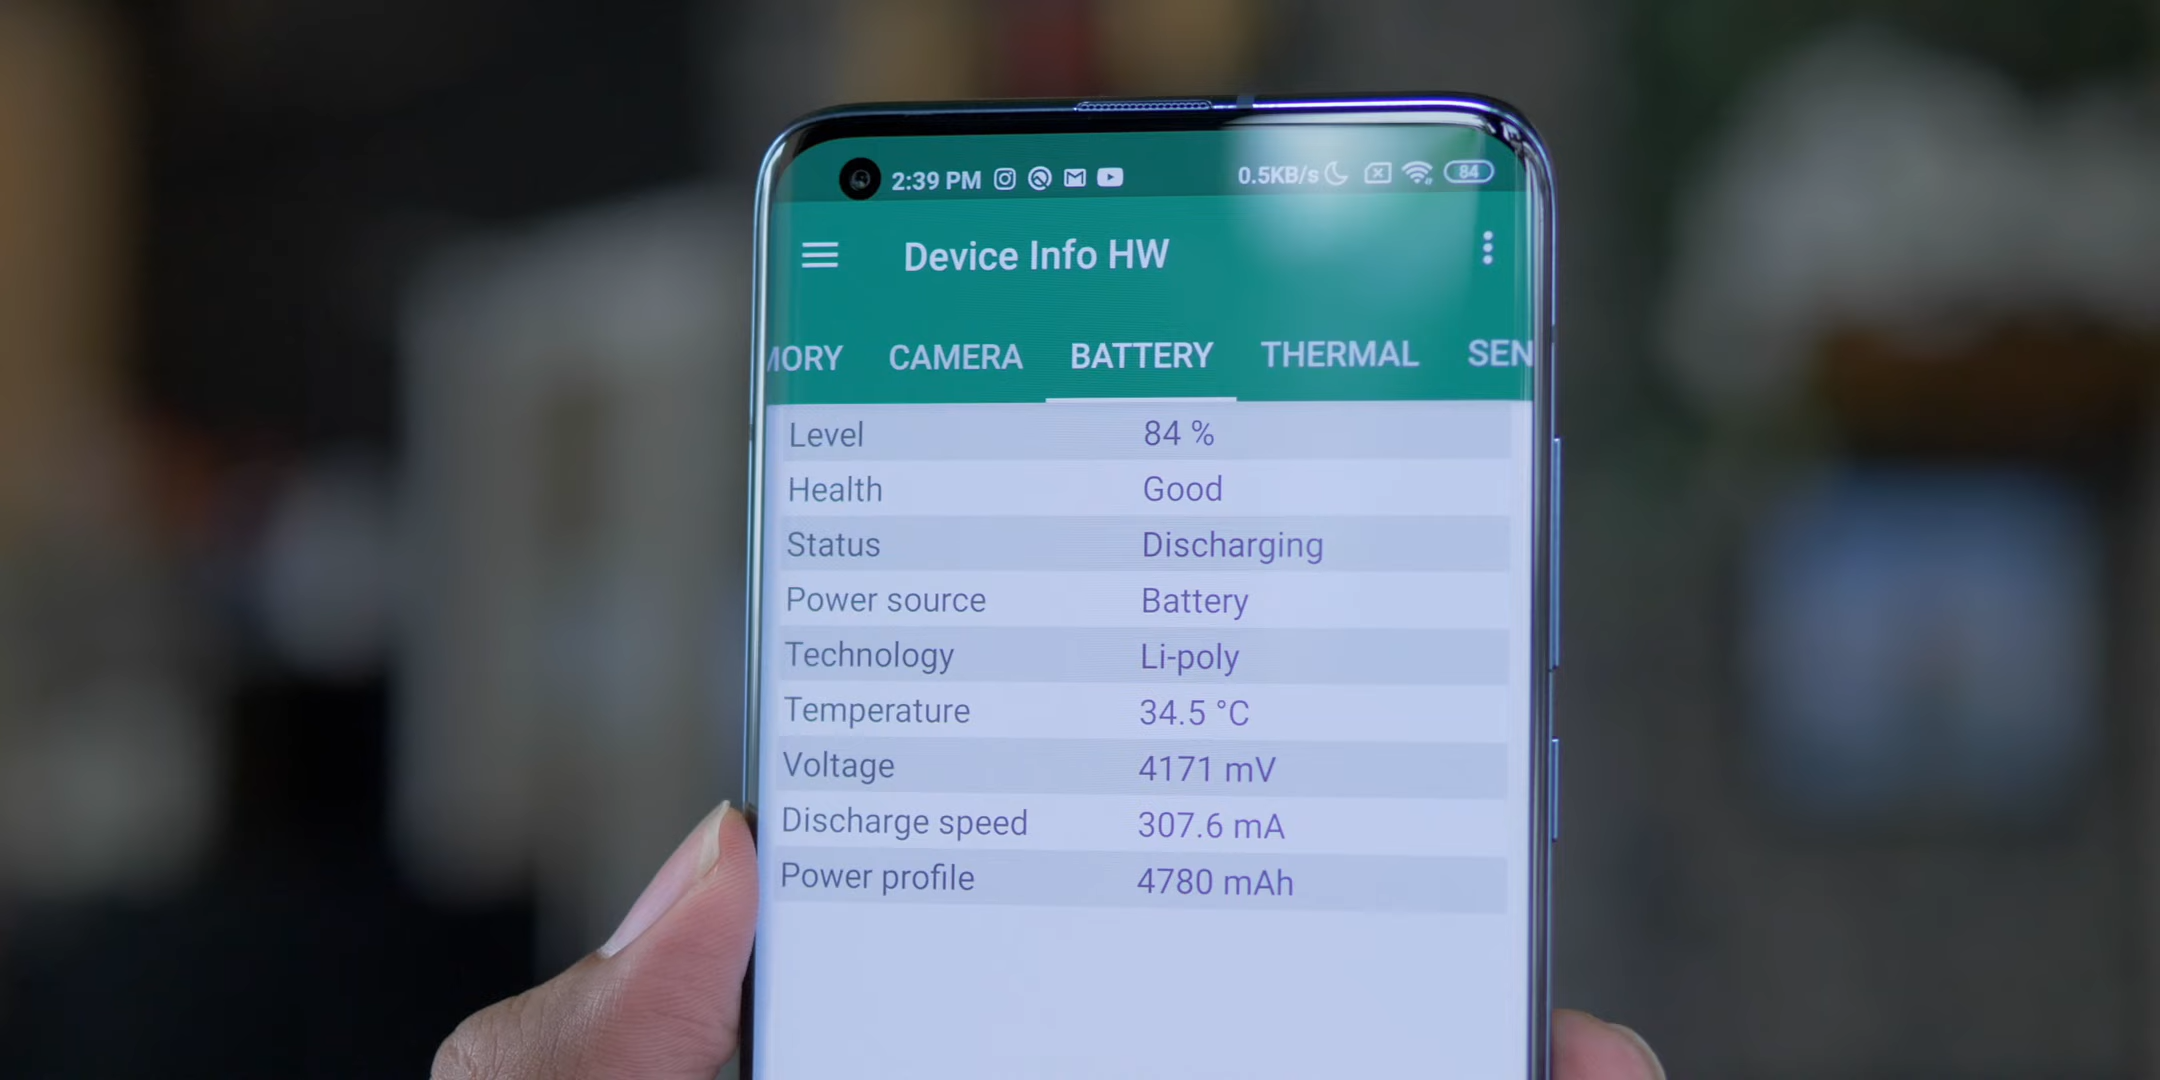 2:39 PM 0.5KB/s 84
Device Info HW
MORY CAMERA BATTERY THERMAL SEN
Level 84 %
Health Good
Status Discharging
Power source Battery
Technology Li-poly
Temperature 34.5 °C
Voltage 4171 mV
Discharge speed 307.6 mA
Power profile 4780 mAh